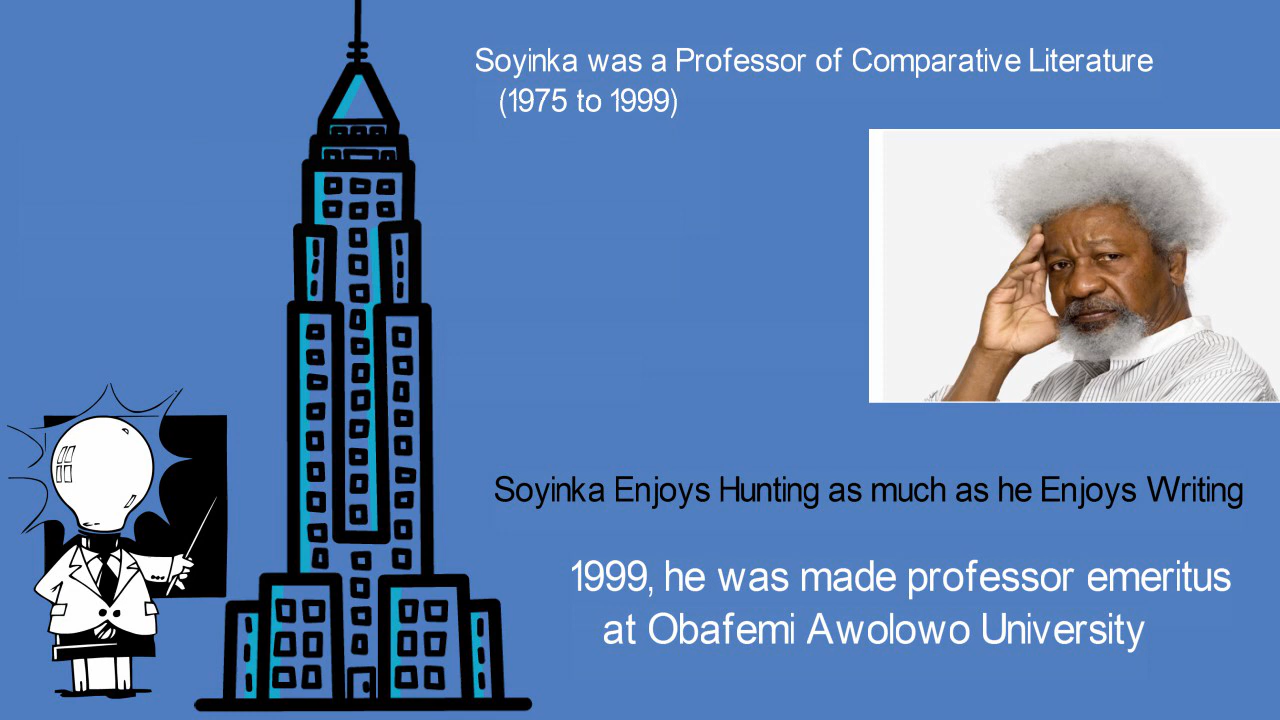 Soyinka was a Professor of Comparative Literature
(1975 to 1999)
Soyinka Enjoys Hunting as much as he Enjoys Writing
1999, he was made professor emeritus
at Obafemi Awolowo University